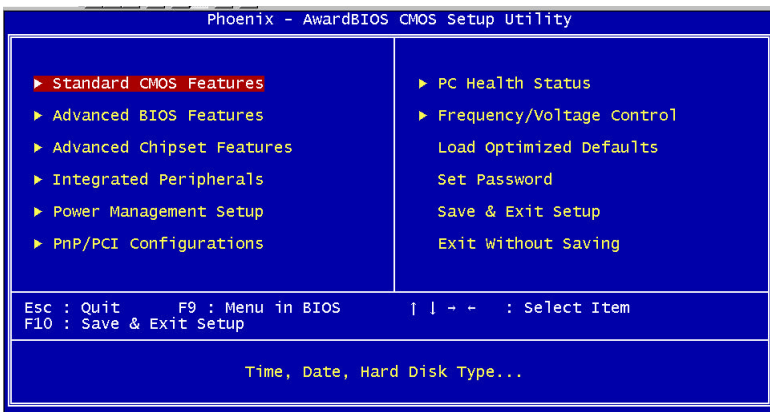 Phoenix - AwardBIOS CMOS Setup Utility
▶ Standard CMOS Features
▶ Advanced BIOS Features
▶ Advanced Chipset Features
▶ Integrated Peripherals
▶ Power Management Setup
▶ PnP/PCI Configurations
▶ PC Health Status
▶ Frequency/Voltage Control
Load Optimized Defaults
Set Password
Save & Exit Setup
Exit Without Saving
Esc : Quit F9 : Menu in BIOS ↑ ↓ → ← : Select Item
F10 : Save & Exit Setup
Time, Date, Hard Disk Type...